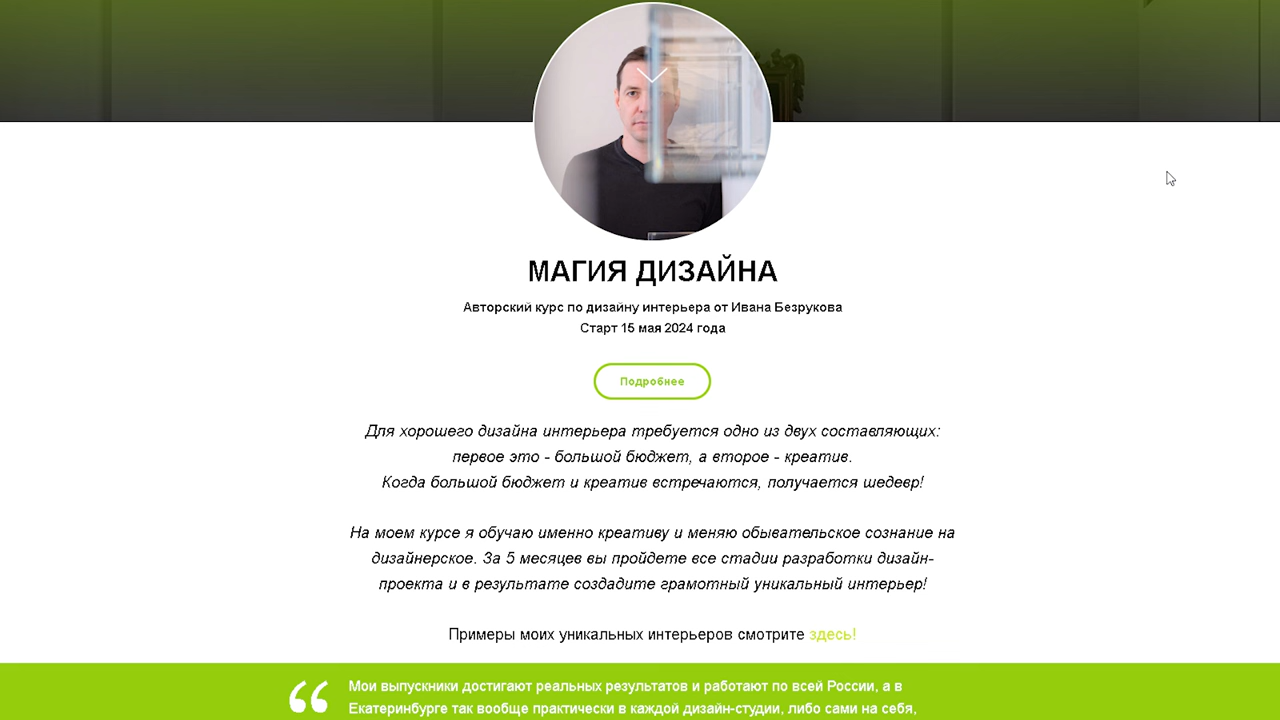 МАГИЯ ДИЗАЙНА
Авторский курс по дизайну интерьера от Ивана Безрукова
Старт 15 мая 2024 года
Подробнее
Для хорошего дизайна интерьера требуется одно из двух составляющих:
первое это - большой бюджет, а второе - креатив.
Когда большой бюджет и креатив встречаются, получается шедевр!
На моем курсе я обучаю именно креативу и меняю обывательское сознание на
дизайнерское. За 5 месяцев вы пройдете все стадии разработки дизайн-
проекта и в результате создадите грамотный уникальный интерьер!
Примеры моих уникальных интерьеров смотрите здесь!
Мои выпускники достигают реальных результатов и работают по всей России, а в
Екатеринбурге так вообще практически в каждой дизайн-студии, либо сами на себя,